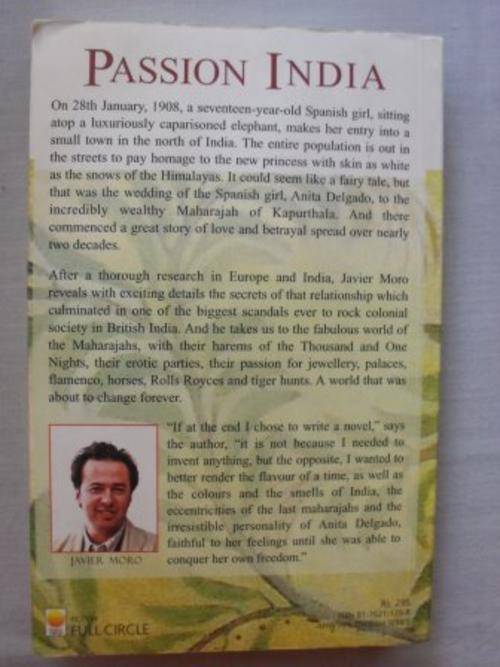 PASSION INDIA
On 28th January, 1908, a seventeen-year-old Spanish girl, sitting
atop a luxuriously caparisoned elephant, makes her entry into a
small town in the north of India. The entire population is out in
the streets to pay homage to the new princess with skin as white
as the snows of the Himalayas. It could seem like a fairy tale, but
that was the wedding of the Spanish girl, Anita Delgado, to the
incredibly wealthy Maharajah of Kapurthala. And there
commenced a great story of love and betrayal spread over nearly
two decades.
After a thorough research in Europe and India, Javier Moro
reveals with exciting details the secrets of that relationship which
culminated in one of the biggest scandals ever to rock colonial
society in British India. And he takes us to the fabulous world of
the Maharajahs, with their harems of the Thousand and One
Nights, their erotic parties, their passion for jewellery, palaces,
flamenco, horses, Rolls Royces and tiger hunts. A world that was
about to change forever.
"If at the end I chose to write a novel," says
the author, "it is not because I needed to
invent anything, but the opposite, I wanted to
better render the flavour of a time, as well as
the colours and the smells of India, the
eccentricities of the last maharajahs and the
irresistible personality of Anita Delgado,
faithful to her feelings until she was able to
conquer her own freedom."
JAVIER MORO
Rs. 295
FULL CIRCLE